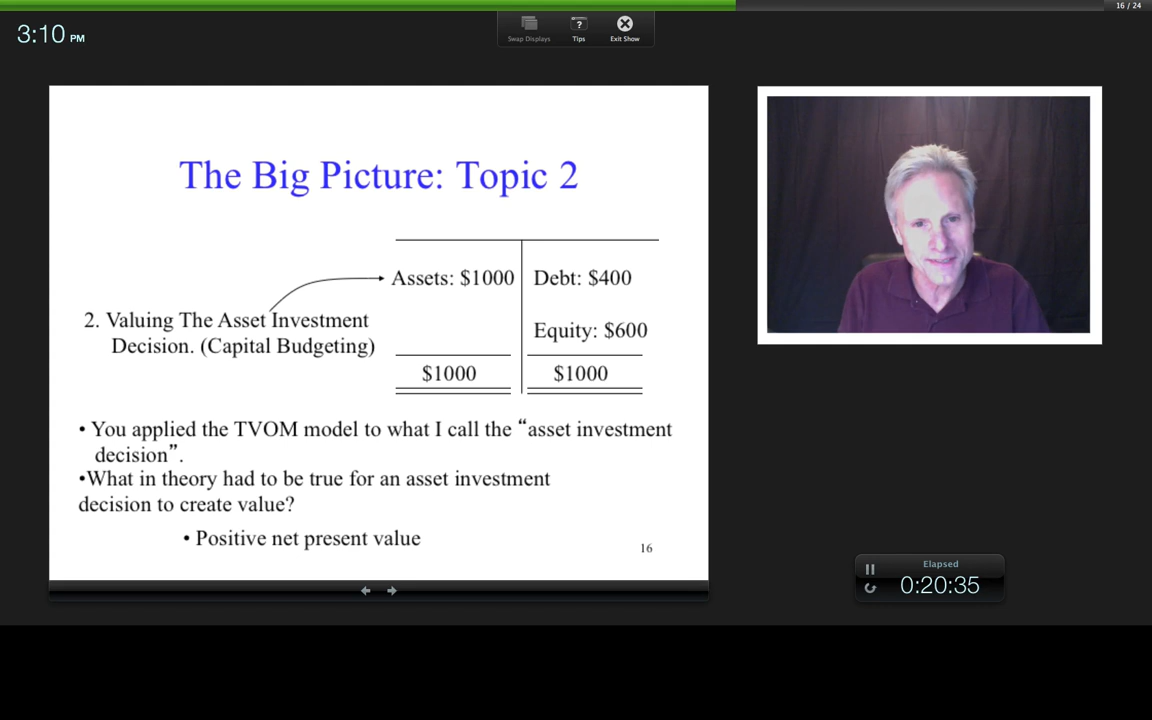 16 / 24
3:10 PM
Swap Displays
?
Tips
Exit Show
The Big Picture: Topic 2
Assets: $1000
Debt: $400
2. Valuing The Asset Investment
Decision. (Capital Budgeting)
Equity: $600
$1000
$1000
• You applied the TVOM model to what I call the “asset investment
decision”.
•What in theory had to be true for an asset investment
decision to create value?
• Positive net present value
16
Elapsed
0:20:35